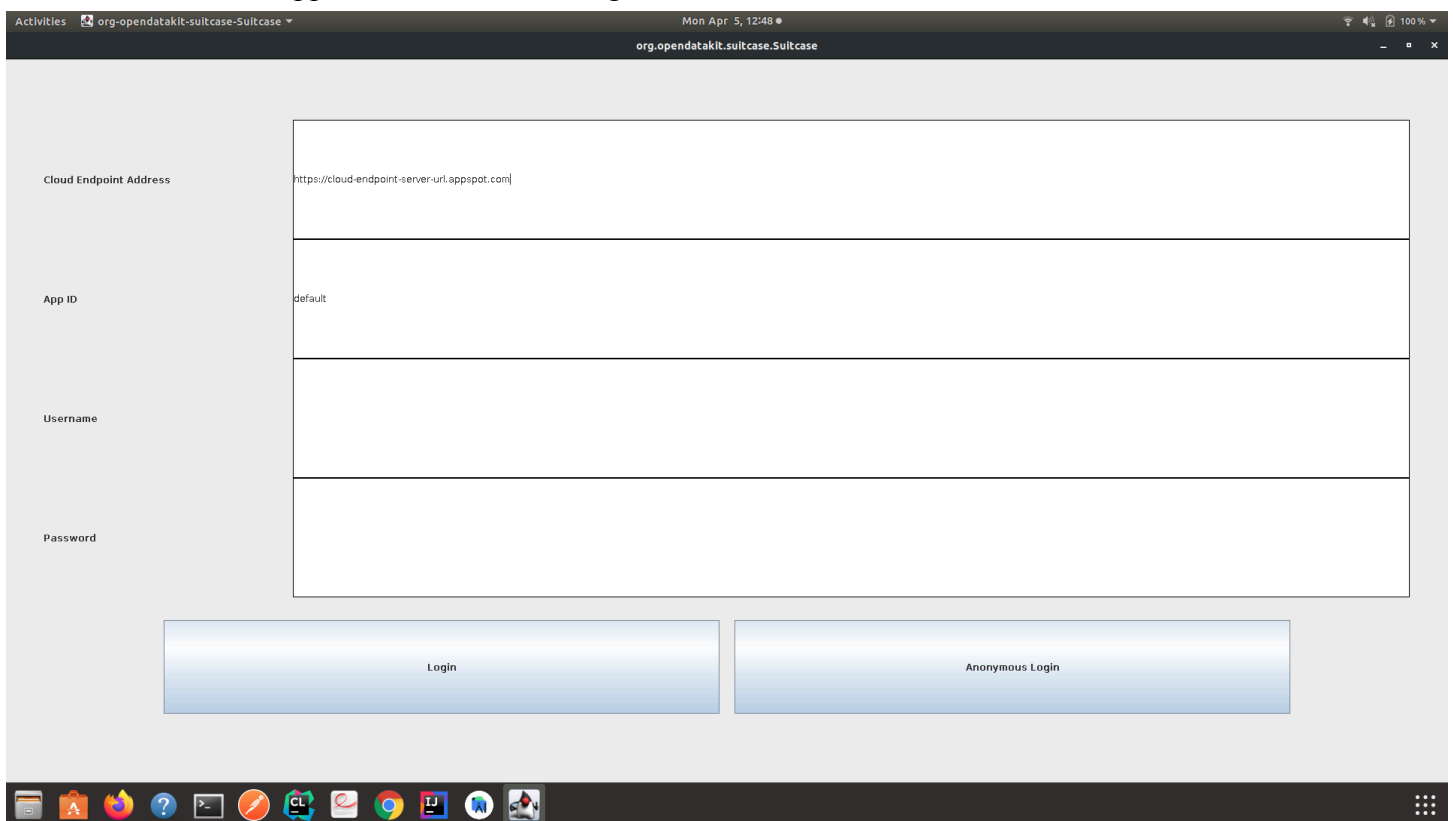 Activities org-opendatakit-suitcase-Suitcase Mon Apr 5, 12:48 100 %
org.opendatakit.suitcase.Suitcase
Cloud Endpoint Address https://cloud-endpoint-server-url.appspot.com
App ID default
Username
Password
Login Anonymous Login